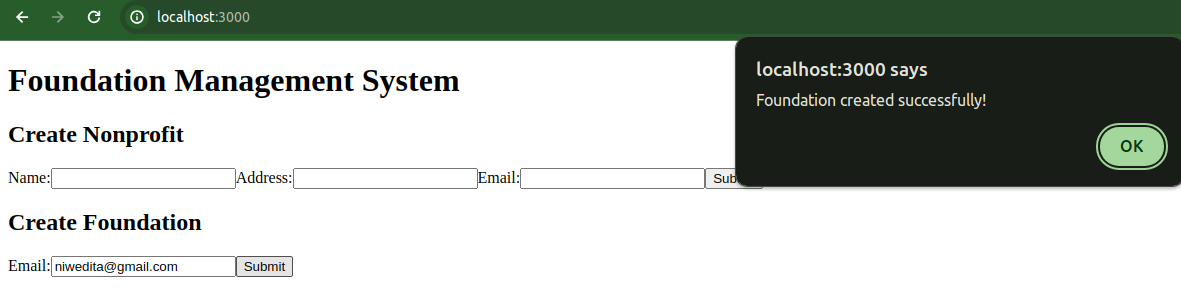 localhost:3000
localhost:3000 says
Foundation created successfully!
OK
Foundation Management System
Create Nonprofit
Name: Address: Email:
Create Foundation
Email: niwedita@gmail.com Submit